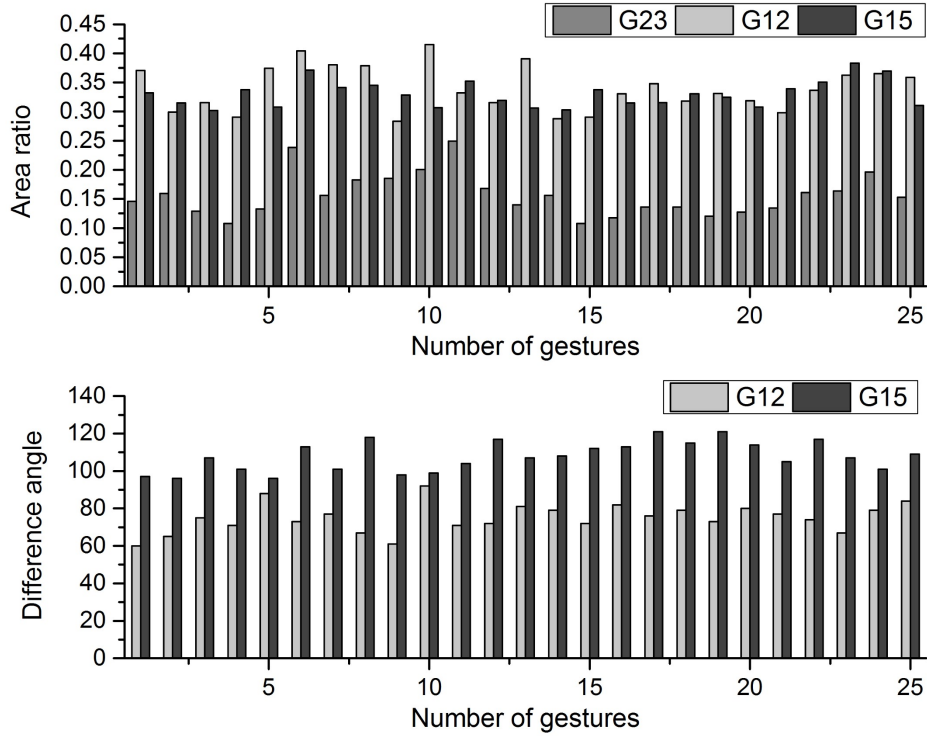 G23 G12 G15
0.45
0.40
0.35
0.30
0.25
0.20
0.15
0.10
0.05
0.00
Area ratio
5 10 15 20 25
Number of gestures
G12 G15
140
120
100
80
60
40
20
0
Difference angle
5 10 15 20 25
Number of gestures